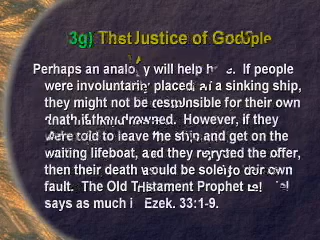 3g) The Justice of God
Perhaps an analogy will help here. If people
were involuntarily placed on a sinking ship,
they might not be responsible for their own
death if they drowned. However, if they
were told to leave the ship and get on the
waiting lifeboat, and they rejected the offer,
then their death would be solely their own
fault. The Old Testament Prophet
says as much in Ezek. 33:1-9.